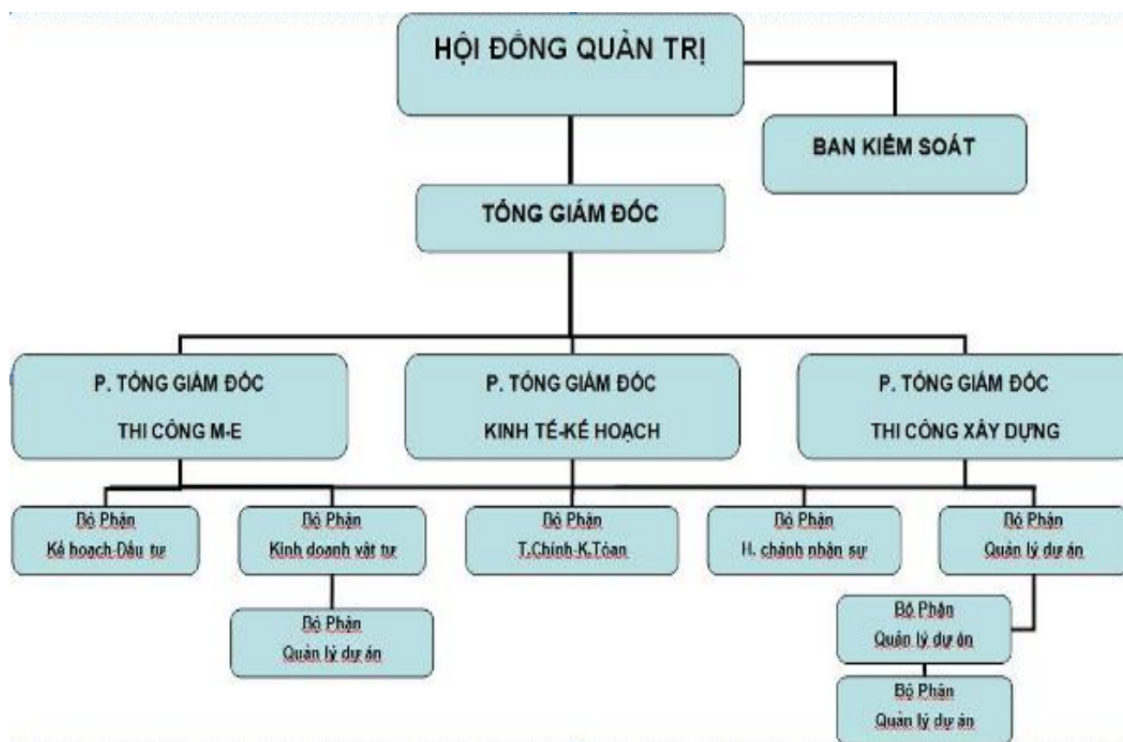 HỘI ĐỒNG QUẢN TRỊ
BAN KIỂM SOÁT
TỔNG GIÁM ĐỐC
P. TỔNG GIÁM ĐỐC
THI CÔNG M-E
P. TỔNG GIÁM ĐỐC
KINH TẾ-KẾ HOẠCH
P. TỔNG GIÁM ĐỐC
THI CÔNG XÂY DỰNG
Bộ Phận
Kế hoạch-Đầu tư
Bộ Phận
Kinh doanh vật tư
Bộ Phận
T.Chính-K.Tóan
Bộ Phận
H. chánh nhân sự
Bộ Phận
Quản lý dự án
Bộ Phận
Quản lý dự án
Bộ Phận
Quản lý dự án
Bộ Phận
Quản lý dự án